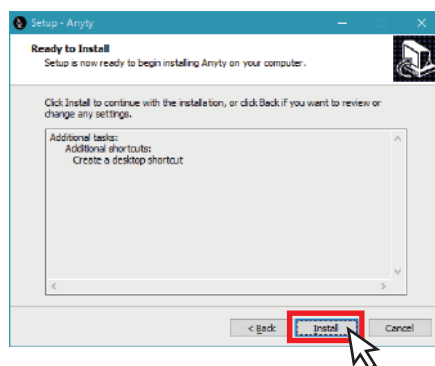 Setup - Anyty
Ready to Install
Setup is now ready to begin installing Anyty on your computer.
Click Install to continue with the installation, or click Back if you want to review or
change any settings.
Additional tasks:
Additional shortcuts:
Create a desktop shortcut
< Back
Install
Cancel